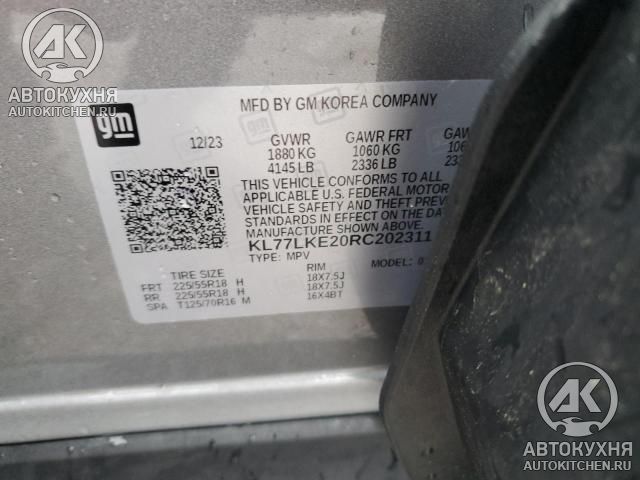 AK
АВТОКУХНЯ
AUTOKITCHEN.RU
gm
MFD BY GM KOREA COMPANY
12/23 GVWR GAWR FRT
1880 KG 1060 KG
4145 LB 2336 LB
THIS VEHICLE CONFORMS TO ALL
APPLICABLE U.S. FEDERAL MOTOR
VEHICLE SAFETY AND THEFT
STANDARDS IN EFFECT ON THE
KL77LKE20RC202311
TYPE: MPV MODEL: 0
TIRE SIZE RIM
FRT 225/55R18 H 18X7.5J
RR 225/55R18 H 18X7.5J
SPA T125/70R16 M 16X4BT
AK
АВТОКУХНЯ
AUTOKITCHEN.RU